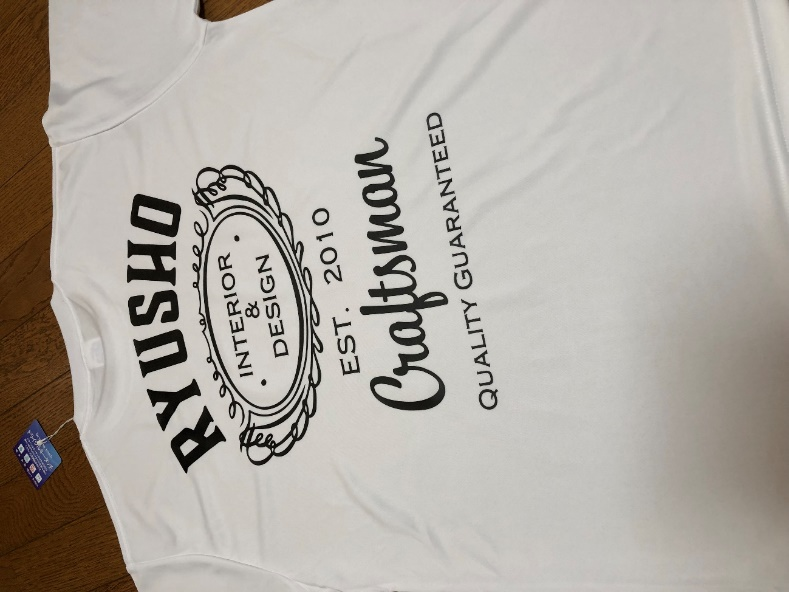 RYUSHO
INTERIOR
&
DESIGN
EST. 2010
Craftsman
QUALITY GUARANTEED